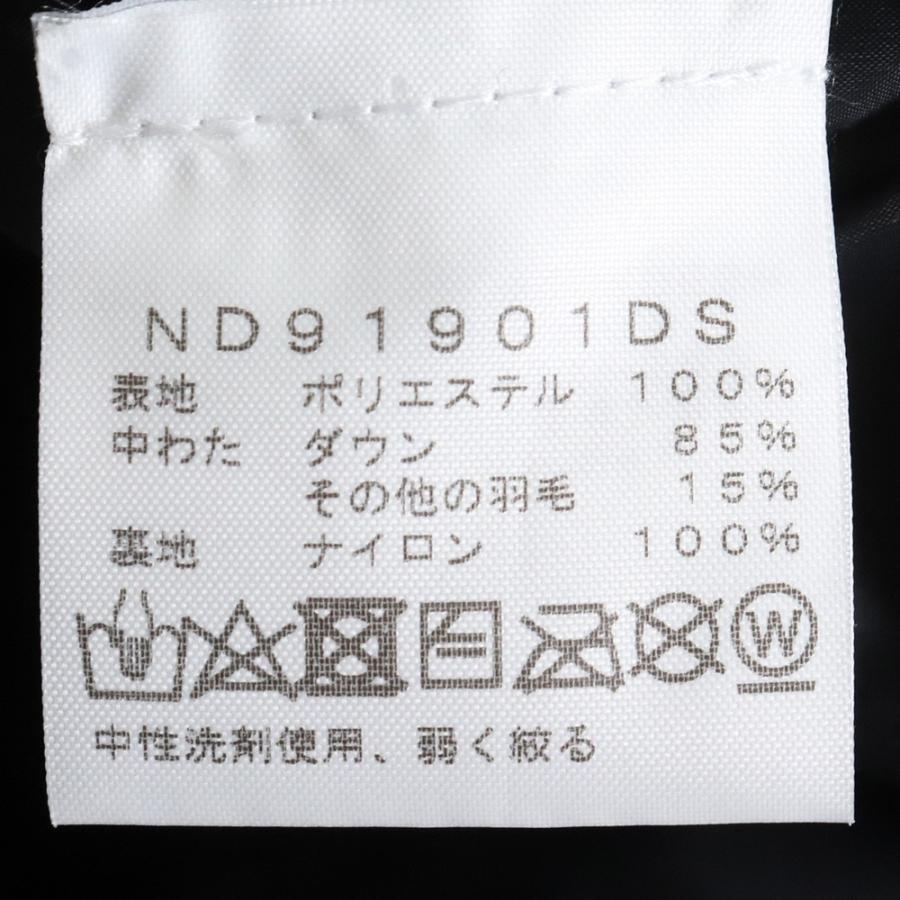 ND91901DS
表地 ポリエステル 100%
中わた ダウン 85%
その他の羽毛 15%
裏地 ナイロン 100%
W
中性洗剤使用、弱く絞る